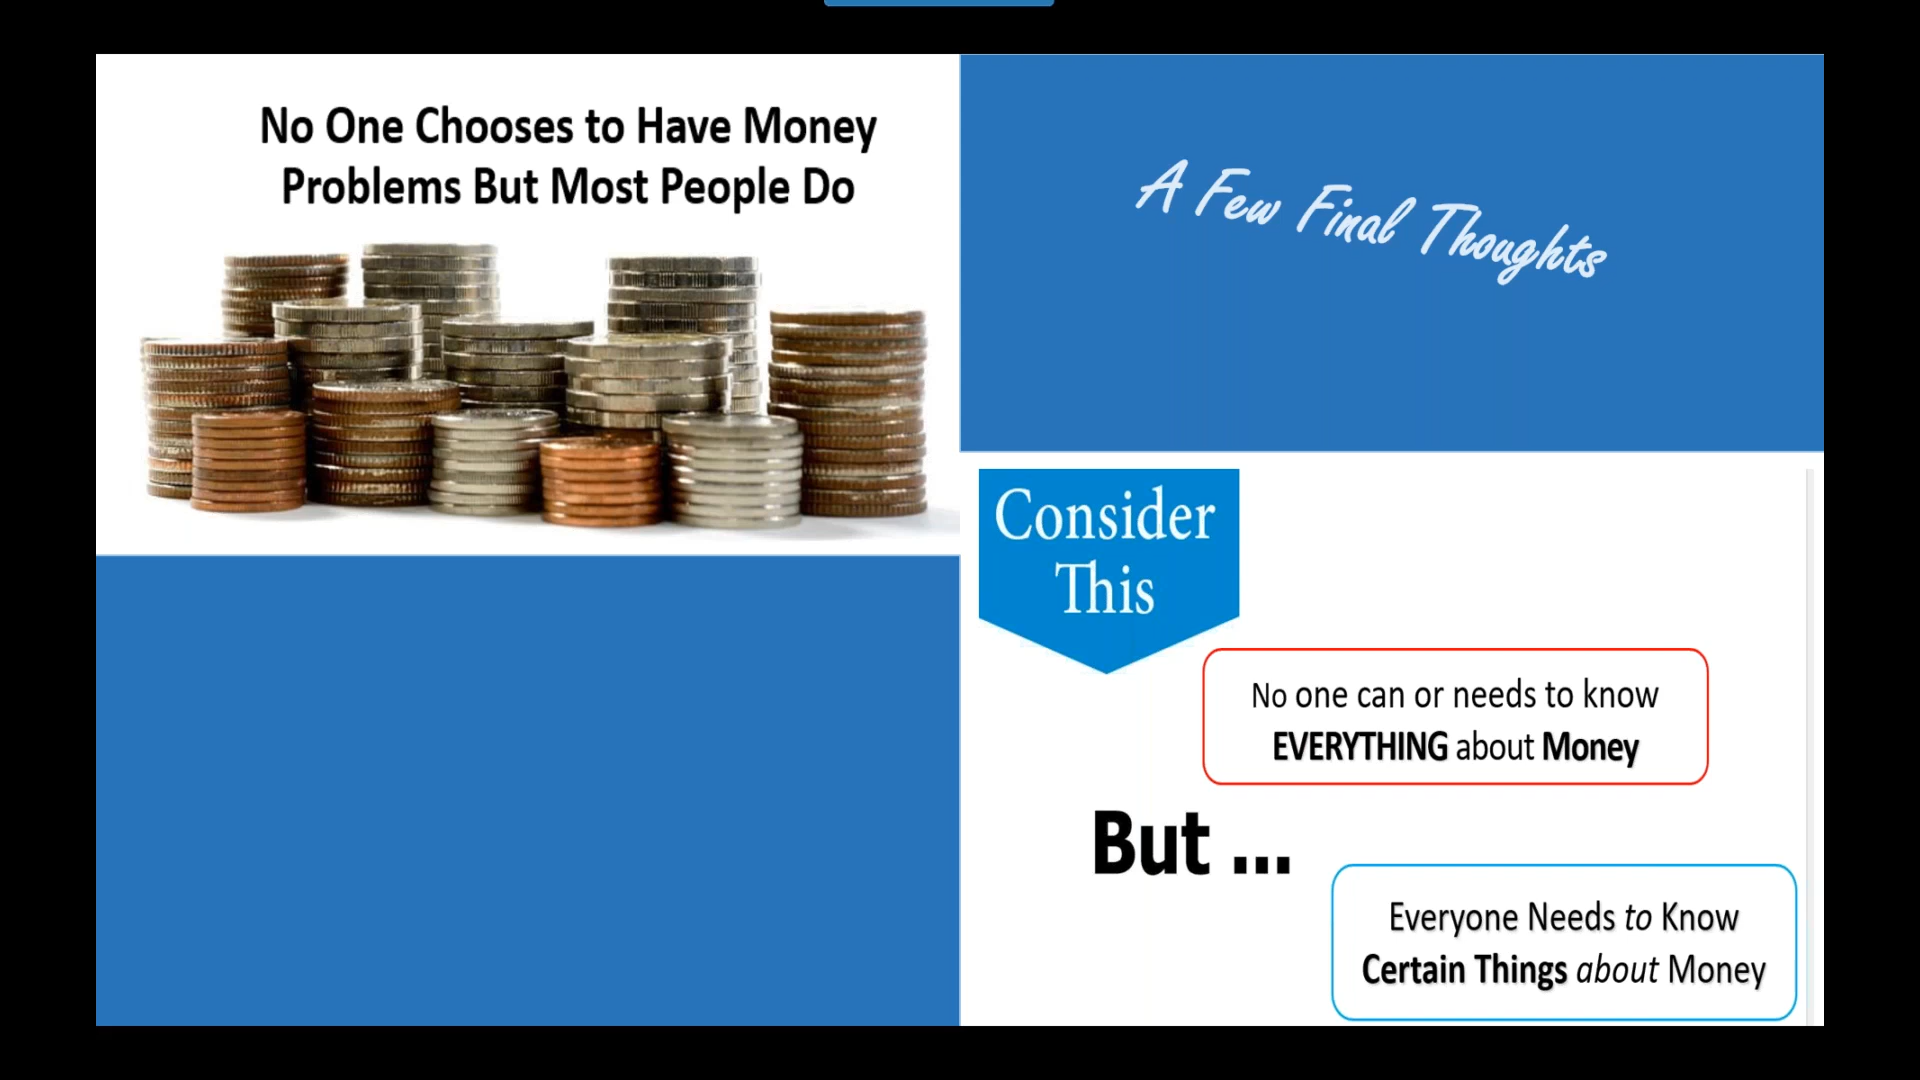 No One Chooses to Have Money
Problems But Most People Do
A Few Final Thoughts
Consider
This
No one can or needs to know
EVERYTHING about Money
But ...
Everyone Needs to Know
Certain Things about Money